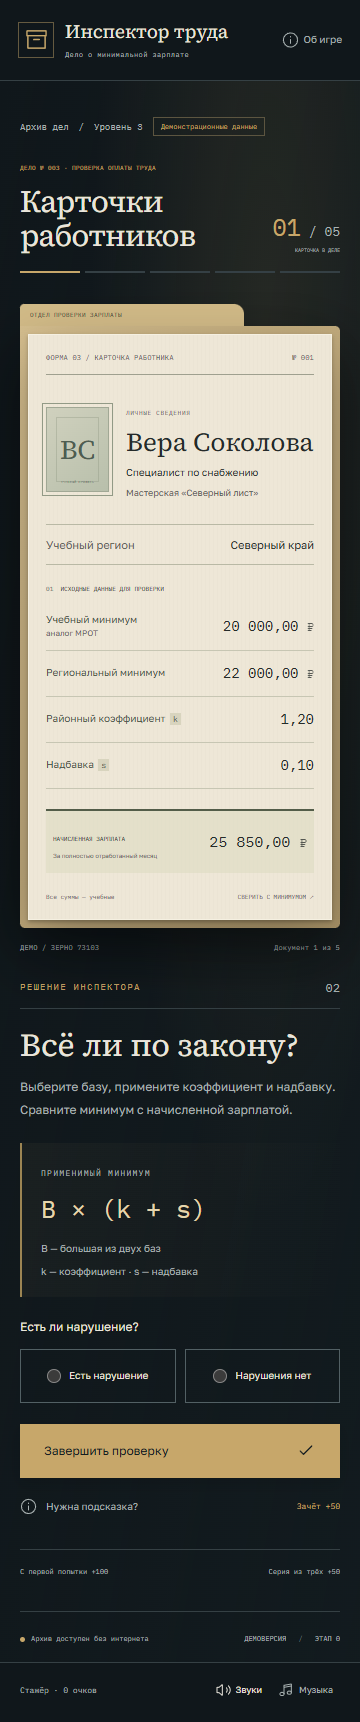 Инспектор труда
Дело о минимальной зарплате
Об игре
Архив дел / Уровень 3 Демонстрационные данные
ДЕЛО № 003 · ПРОВЕРКА ОПЛАТЫ ТРУДА
Карточки
работников
01 / 05
КАРТОЧКА В ДЕЛЕ
ОТДЕЛ ПРОВЕРКИ ЗАРПЛАТЫ
ФОРМА 03 / КАРТОЧКА РАБОТНИКА № 001
ВС
ЛИЧНЫЕ СВЕДЕНИЯ
Вера Соколова
Специалист по снабжению
Мастерская «Северный лист»
Учебный регион Северный край
01 ИСХОДНЫЕ ДАННЫЕ ДЛЯ ПРОВЕРКИ
Учебный минимум
аналог МРОТ
20 000,00 ₽
Региональный минимум 22 000,00 ₽
Районный коэффициент k 1,20
Надбавка s 0,10
НАЧИСЛЕННАЯ ЗАРПЛАТА
За полностью отработанный месяц
25 850,00 ₽
Все суммы — учебные СВЕРИТЬ С МИНИМУМОМ ↗
ДЕМО / ЗЕРНО 73103 Документ 1 из 5
РЕШЕНИЕ ИНСПЕКТОРА 02
Всё ли по закону?
Выберите базу, примените коэффициент и надбавку.
Сравните минимум с начисленной зарплатой.
ПРИМЕНИМЫЙ МИНИМУМ
B × (k + s)
B — большая из двух баз
k — коэффициент · s — надбавка
Есть ли нарушение?
Есть нарушение Нарушения нет
Завершить проверку
Нужна подсказка? Зачёт +50
С первой попытки +100 Серия из трёх +50
Архив доступен без интернета ДЕМОВЕРСИЯ / ЭТАП 0
Стажёр · 0 очков Звуки Музыка